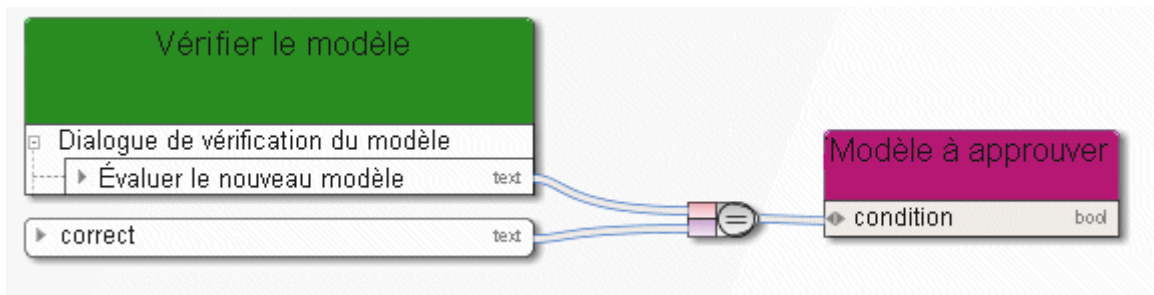 Vérifier le modèle
Dialogue de vérification du modèle
Évaluer le nouveau modèle text
correct text
=
Modèle à approuver
condition bool